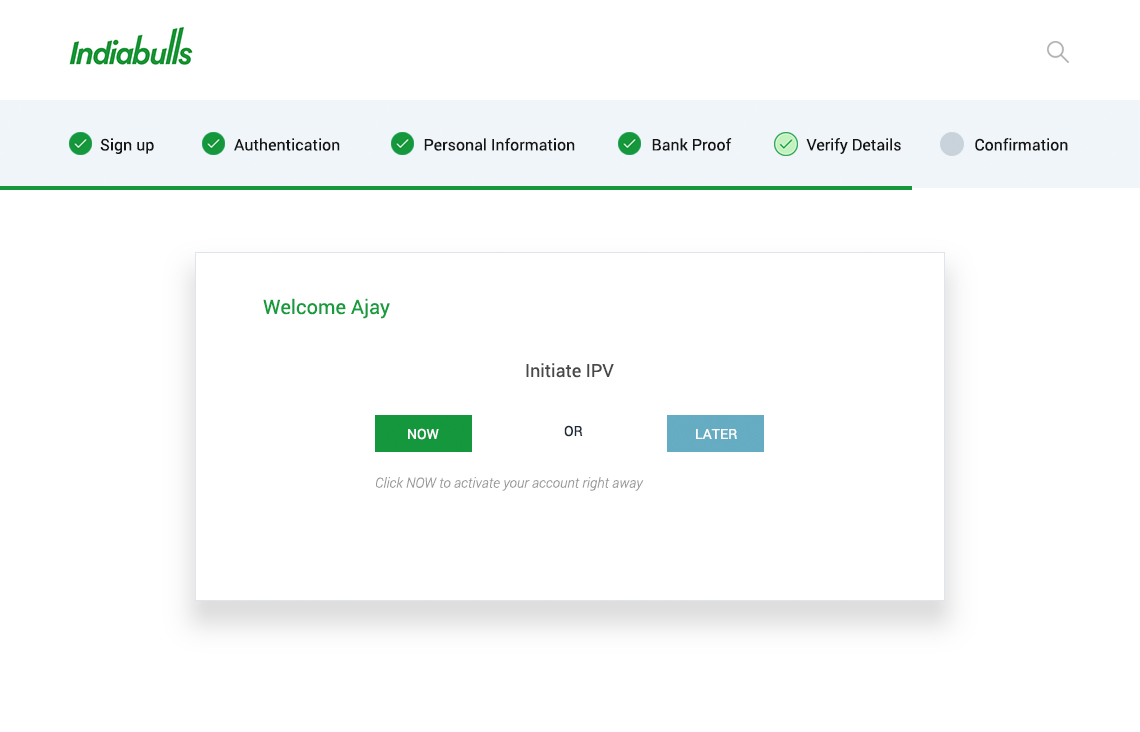 Indiabulls
Sign up Authentication Personal Information Bank Proof Verify Details Confirmation
Welcome Ajay
Initiate IPV
NOW OR LATER
Click NOW to activate your account right away